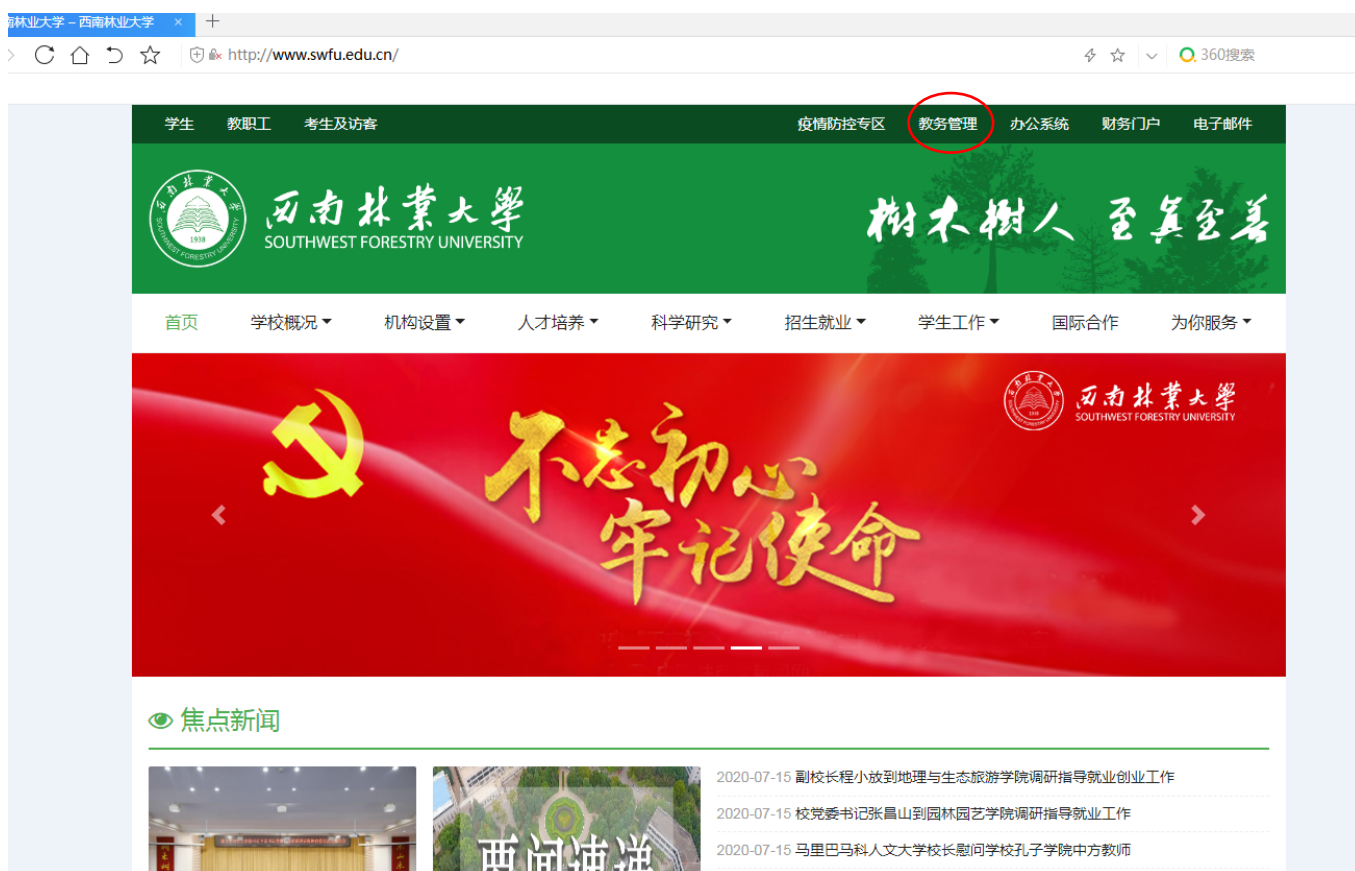 南林业大学 – 西南林业大学 ×
http://www.swfu.edu.cn/
360搜索
学生 教职工 考生及访客 疫情防控专区 教务管理 办公系统 财务门户 电子邮件
西南林業大學
SOUTHWEST FORESTRY UNIVERSITY
1938
樹木樹人 至真至善
首页 学校概况 机构设置 人才培养 科学研究 招生就业 学生工作 国际合作 为你服务
西南林業大學
SOUTHWEST FORESTRY UNIVERSITY
不忘初心
牢记使命
焦点新闻
2020-07-15 副校长程小放到地理与生态旅游学院调研指导就业创业工作
2020-07-15 校党委书记张昌山到园林园艺学院调研指导就业工作
2020-07-15 马里巴马科人文大学校长慰问学校孔子学院中方教师